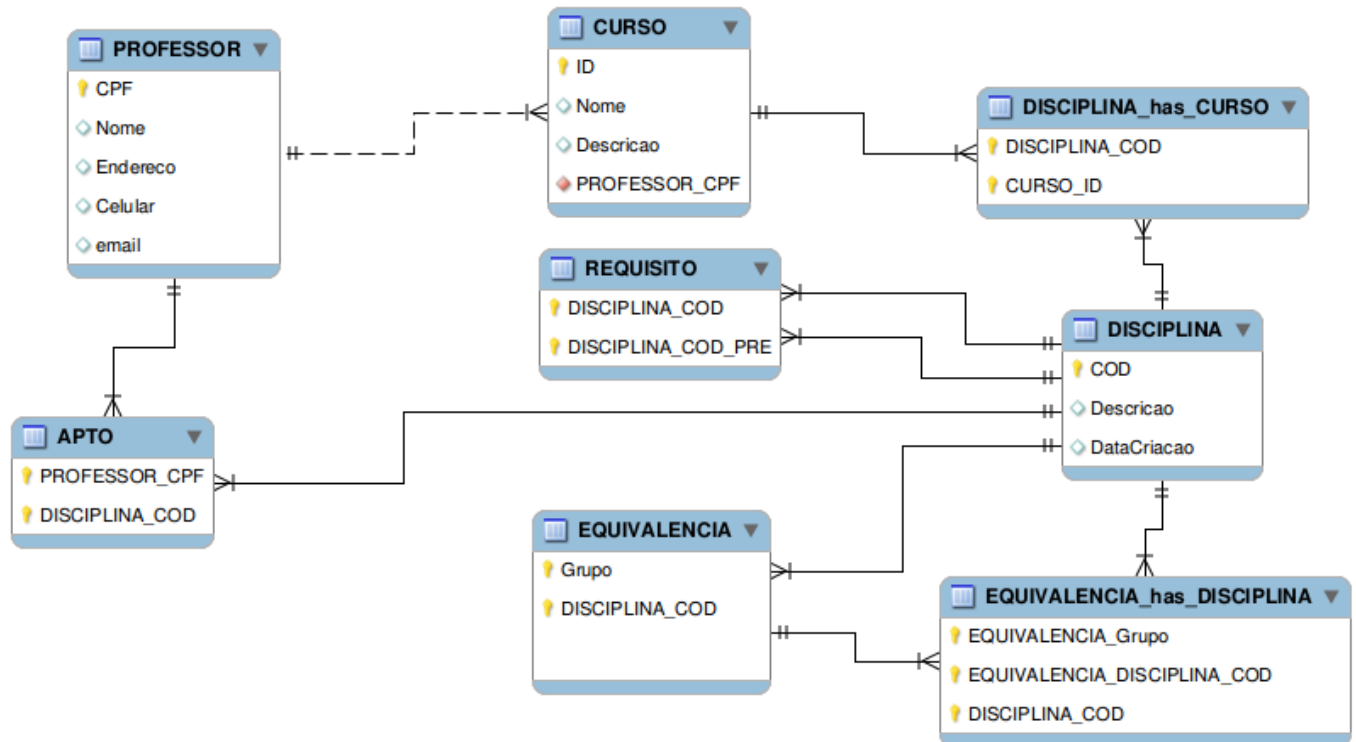 PROFESSOR
CPF
Nome
Endereco
Celular
email
CURSO
ID
Nome
Descricao
PROFESSOR_CPF
DISCIPLINA_has_CURSO
DISCIPLINA_COD
CURSO_ID
REQUISITO
DISCIPLINA_COD
DISCIPLINA_COD_PRE
DISCIPLINA
COD
Descricao
DataCriacao
APTO
PROFESSOR_CPF
DISCIPLINA_COD
EQUIVALENCIA
Grupo
DISCIPLINA_COD
EQUIVALENCIA_has_DISCIPLINA
EQUIVALENCIA_Grupo
EQUIVALENCIA_DISCIPLINA_COD
DISCIPLINA_COD